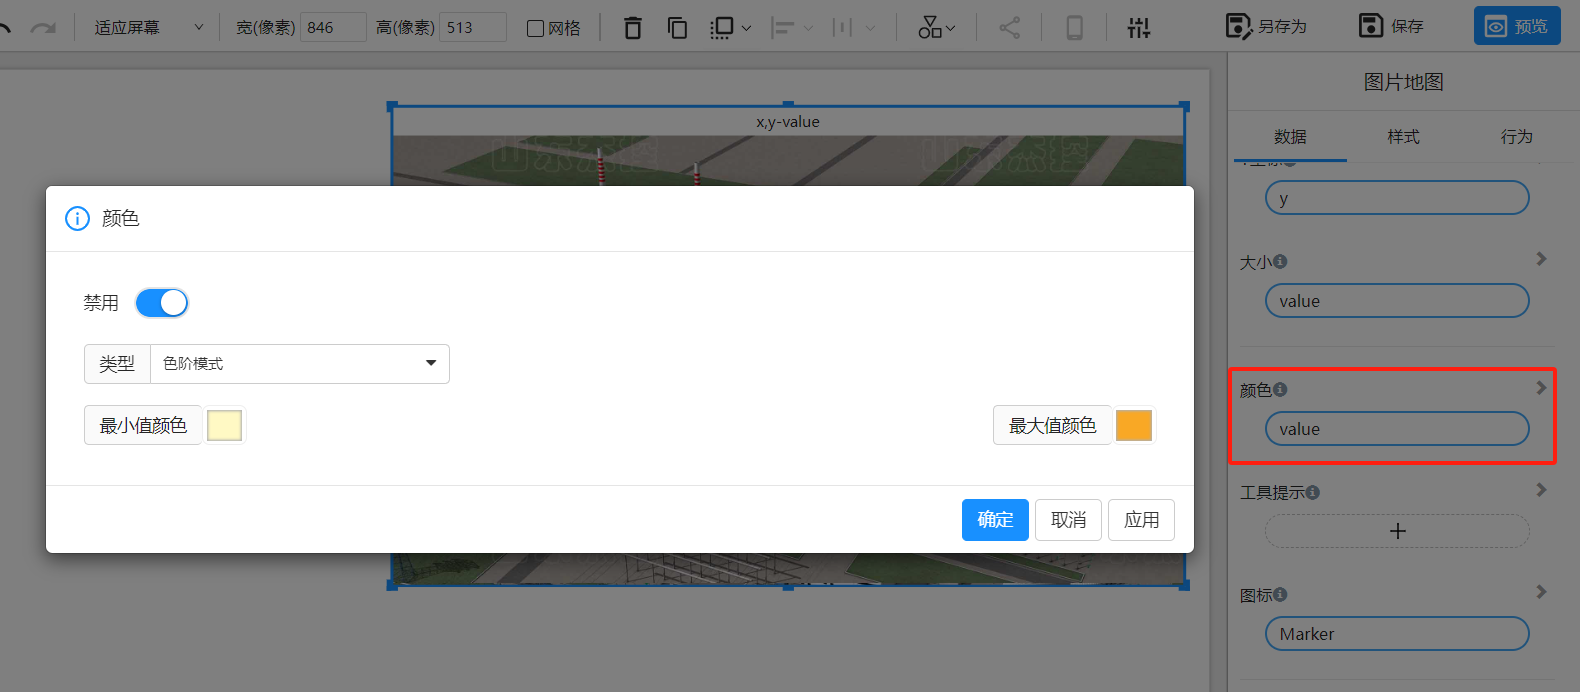 适应屏幕
宽(像素) 846
高(像素) 513
网格
另存为
保存
预览
图片地图
数据 样式 行为
x,y-value
y
大小
value
颜色
value
工具提示
图标
Marker
颜色
禁用
类型 色阶模式
最小值颜色
最大值颜色
确定 取消 应用